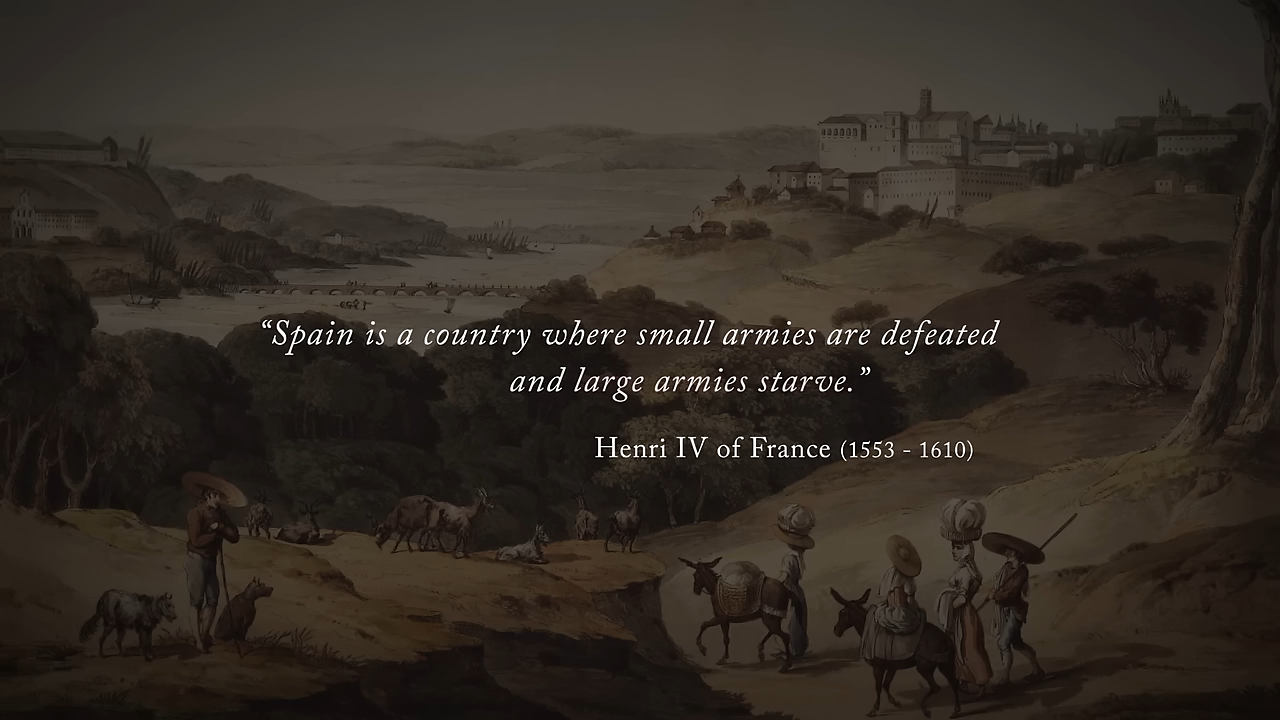 “Spain is a country where small armies are defeated
and large armies starve.”
Henri IV of France (1553 - 1610)